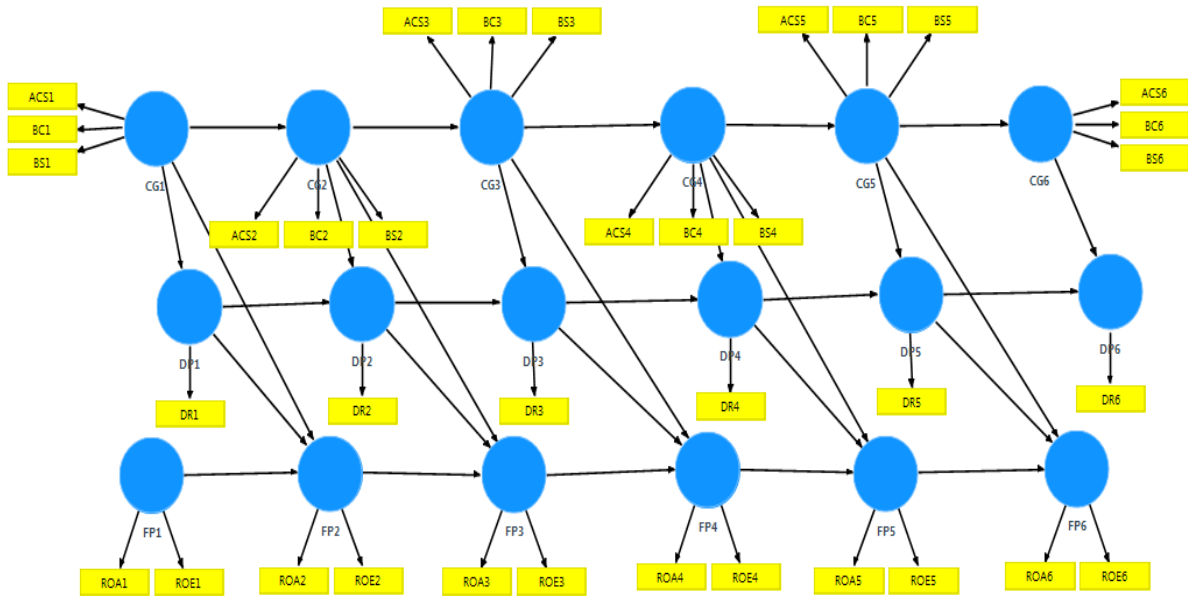 ACS3 BC3 BS3
ACS5 BC5 BS5
ACS1
BC1
BS1
ACS6
BC6
BS6
CG1 CG2 CG3 CG4 CG5 CG6
ACS2 BC2 BS2
ACS4 BC4 BS4
DP1 DP2 DP3 DP4 DP5 DP6
DR1 DR2 DR3 DR4 DR5 DR6
FP1 FP2 FP3 FP4 FP5 FP6
ROA1 ROE1 ROA2 ROE2 ROA3 ROE3 ROA4 ROE4 ROA5 ROE5 ROA6 ROE6